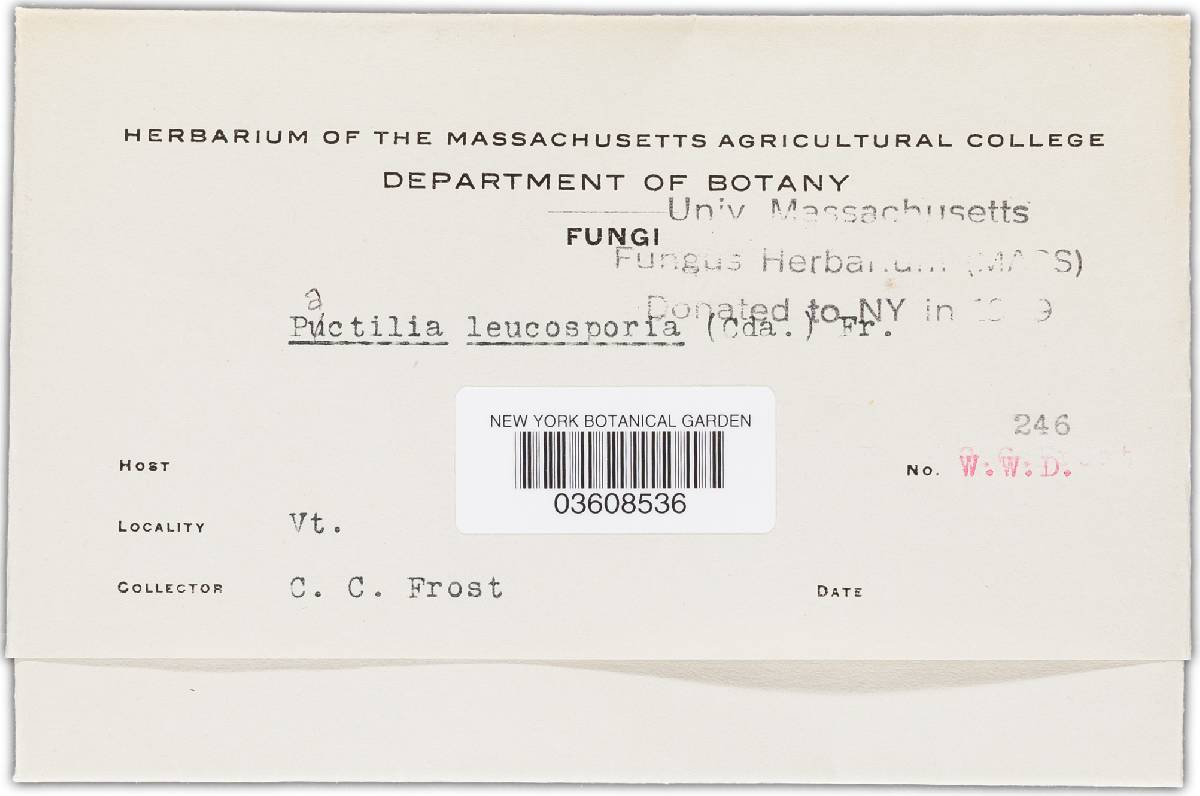 HERBARIUM OF THE MASSACHUSETTS AGRICULTURAL COLLEGE
DEPARTMENT OF BOTANY
Univ Massachusetts
FUNGI
Fungus Herbarium (MASS)
Donated to NY in
a
Puctilia leucosporia (Cda.) Fr.
NEW YORK BOTANICAL GARDEN
03608536
246
HOST
No. W.W.D.
LOCALITY Vt.
COLLECTOR C. C. Frost
DATE